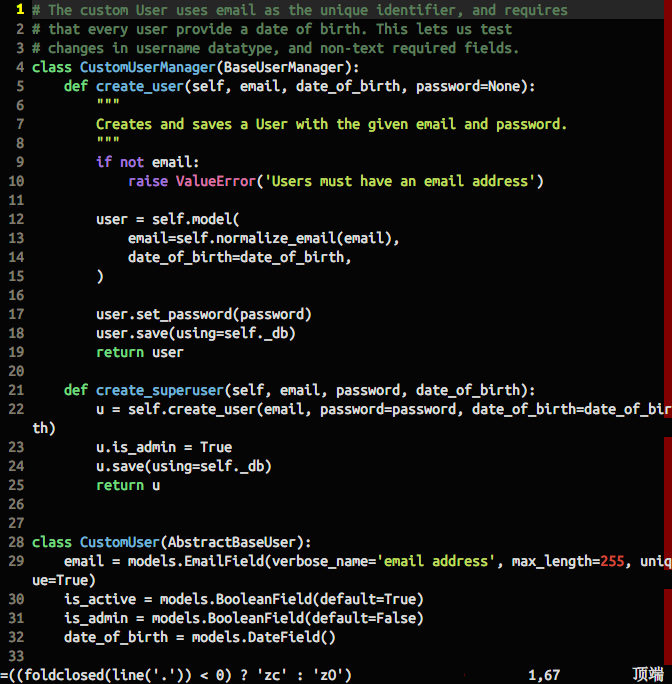 1 # The custom User uses email as the unique identifier, and requires
2 # that every user provide a date of birth. This lets us test
3 # changes in username datatype, and non-text required fields.
4 class CustomUserManager(BaseUserManager):
5     def create_user(self, email, date_of_birth, password=None):
6         """
7         Creates and saves a User with the given email and password.
8         """
9         if not email:
10             raise ValueError('Users must have an email address')
11
12         user = self.model(
13             email=self.normalize_email(email),
14             date_of_birth=date_of_birth,
15         )
16
17         user.set_password(password)
18         user.save(using=self._db)
19         return user
20
21     def create_superuser(self, email, password, date_of_birth):
22         u = self.create_user(email, password=password, date_of_birth=date_of_bir
th)
23         u.is_admin = True
24         u.save(using=self._db)
25         return u
26
27
28 class CustomUser(AbstractBaseUser):
29     email = models.EmailField(verbose_name='email address', max_length=255, uniq
ue=True)
30     is_active = models.BooleanField(default=True)
31     is_admin = models.BooleanField(default=False)
32     date_of_birth = models.DateField()
33
=((foldclosed(line('.')) < 0) ? 'zc' : 'zO') 1,67 顶端